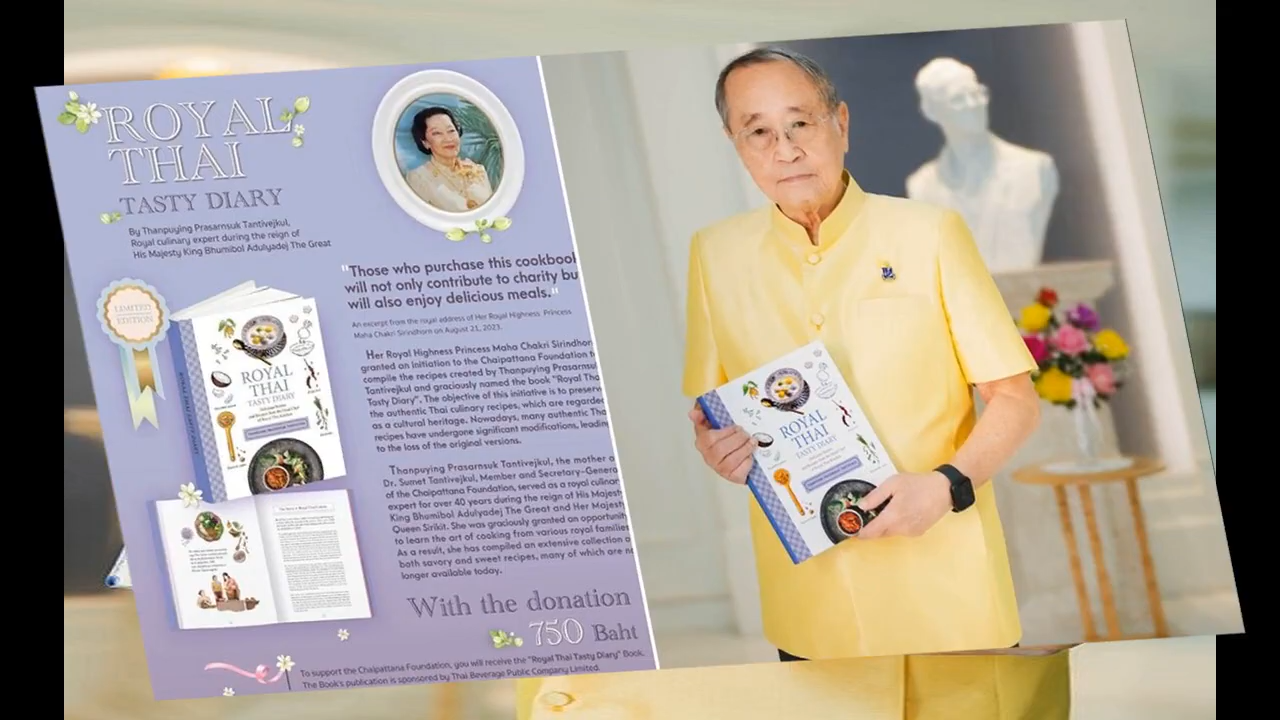 ROYAL
THAI
TASTY DIARY
By Thanpuying Prasarnsuk Tantivejkul,
Royal culinary expert during the reign of
His Majesty King Bhumibol Adulyadej The Great
"Those who purchase this cookbook
will not only contribute to charity bu
will also enjoy delicious meals."
An excerpt from the royal address of Her Royal Highness Princess
Maha Chakri Sirindhorn on August 21, 2023.
LIMITED
EDITION
ROYAL
THAI
TASTY DIARY
Her Royal Highness Princess Maha Chakri Sirindhorn
granted an initiation to the Chaipattana Foundation to
compile the recipes created by Thanpuying Prasarnsuk
Tantivejkul and graciously named the book "Royal Tha
Tasty Diary". The objective of this initiative is to preserve
the authentic Thai culinary recipes, which are regarded
as a cultural heritage. Nowadays, many authentic Tha
recipes have undergone significant modifications, leadin
to the loss of the original versions.
Thanpuying Prasarnsuk Tantivejkul, the mother o
Dr. Sumet Tantivejkul, Member and Secretary-Genera
of the Chaipattana Foundation, served as a royal culinar
expert for over 40 years during the reign of His Majest
King Bhumibol Adulyadej The Great and Her Majest
Queen Sirikit. She was graciously granted an opportunit
to learn the art of cooking from various royal families
As a result, she has compiled an extensive collection o
both savory and sweet recipes, many of which are no
longer available today.
With the donation
750 Baht
To support the Chaipattana Foundation, you will receive the "Royal Thai Tasty Diary" Book.
The Book's publication is sponsored by Thai Beverage Public Company Limited.
ROYAL
THAI
TASTY DIARY